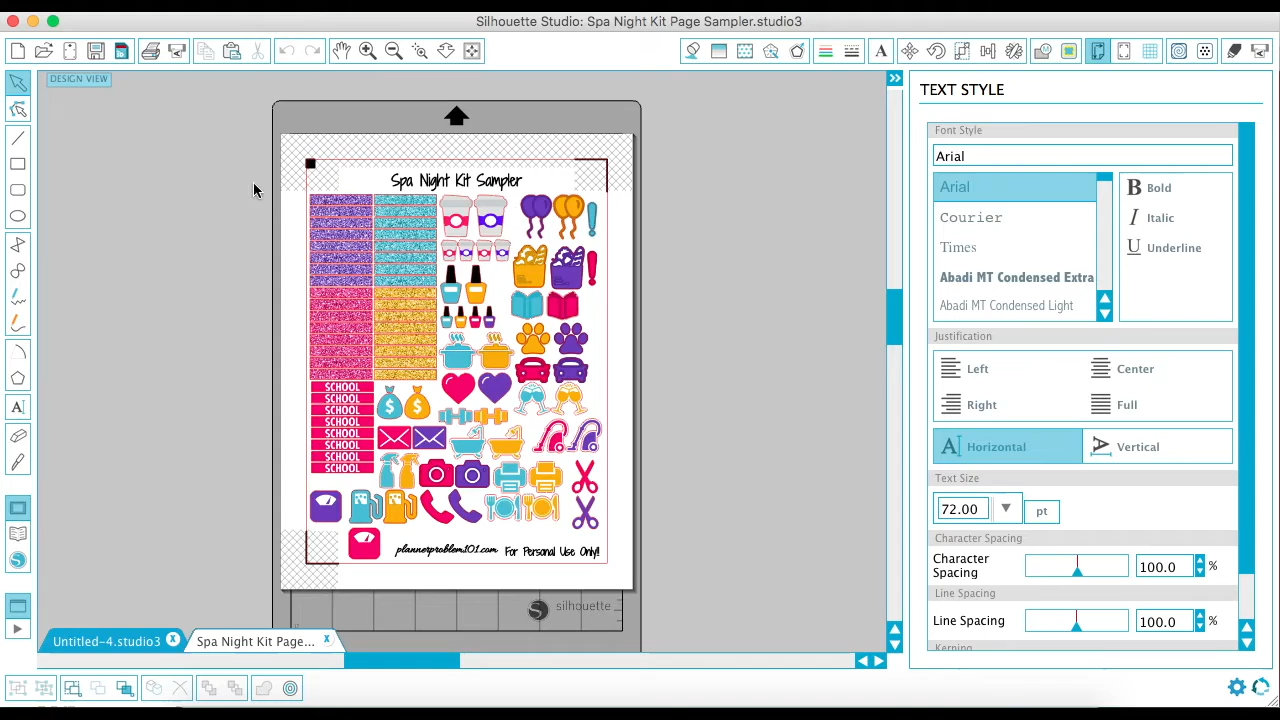 Silhouette Studio: Spa Night Kit Page Sampler.studio3
DESIGN VIEW
Spa Night Kit Sampler
SCHOOL
SCHOOL
SCHOOL
SCHOOL
SCHOOL
SCHOOL
SCHOOL
SCHOOL
plannerproblem101.com For Personal Use Only!!
silhouette
Untitled-4.studio3 x
Spa Night Kit Page... x
TEXT STYLE
Font Style
Arial
Arial
Courier
Times
Abadi MT Condensed Extra
Abadi MT Condensed Light
B Bold
I Italic
U Underline
Justification
Left
Center
Right
Full
Horizontal
Vertical
Text Size
72.00
pt
Character Spacing
Character
Spacing
100.0 %
Line Spacing
Line Spacing
100.0 %
Kerning